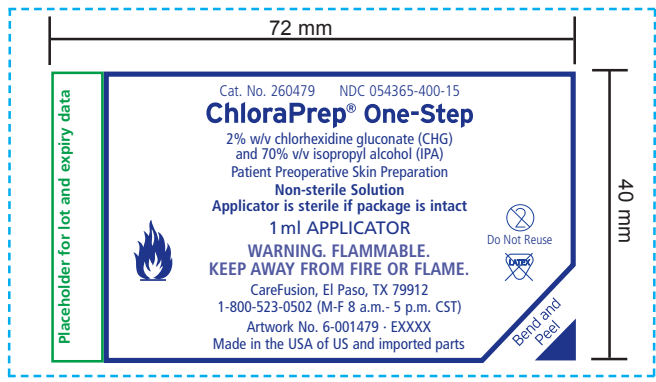 72 mm
40 mm
Placeholder for lot and expiry data
Cat. No. 260479 NDC 054365-400-15
ChloraPrep® One-Step
2% w/v chlorhexidine gluconate (CHG)
and 70% v/v isopropyl alcohol (IPA)
Patient Preoperative Skin Preparation
Non-sterile Solution
Applicator is sterile if package is intact
1 ml APPLICATOR
WARNING. FLAMMABLE.
KEEP AWAY FROM FIRE OR FLAME.
CareFusion, El Paso, TX 79912
1-800-523-0502 (M-F 8 a.m.- 5 p.m. CST)
Artwork No. 6-001479 · EXXXX
Made in the USA of US and imported parts
2
Do Not Reuse
LATEX
Bend and
Peel